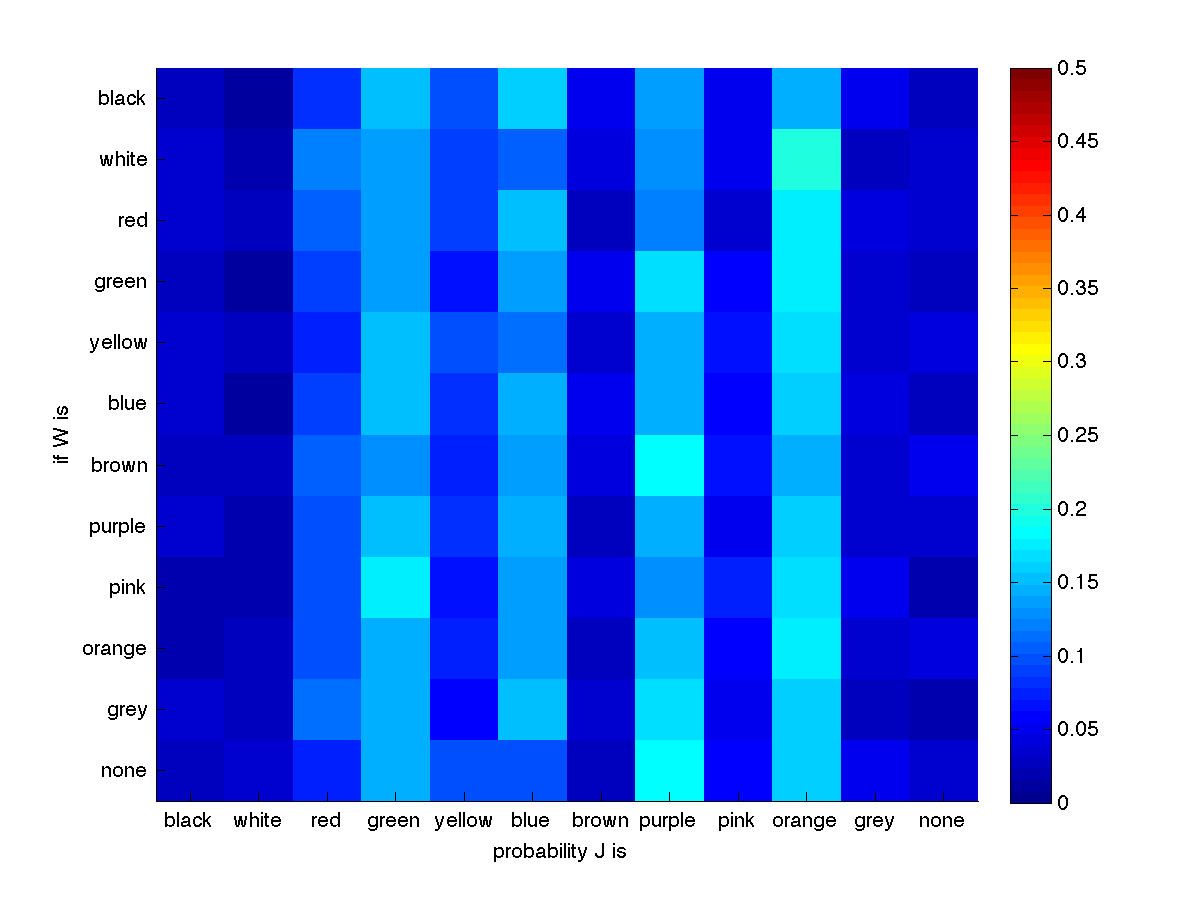 black
white
red
green
yellow
blue
brown
purple
pink
orange
grey
none
if W is
black white red green yellow blue brown purple pink orange grey none
probability J is
0.5
0.45
0.4
0.35
0.3
0.25
0.2
0.15
0.1
0.05
0